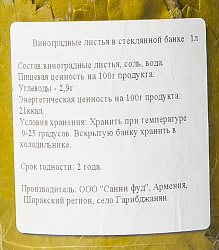 Виноградные листья в стеклянной банке 1л
Состав виноградные листья, соль, вода.
Пищевая ценность на 100г продукта:
Углеводы - 2,9г
Энергетическая ценность на 100г продукта:
21ккал.
Условия хранения: Хранить при температуре
0-25 градусов. Вскрытую банку хранить в
холодильнике.
Срок годности: 2 года.
Производитель: ООО "Санни фуд", Армения,
Ширакский регион, село Гарибджанян.